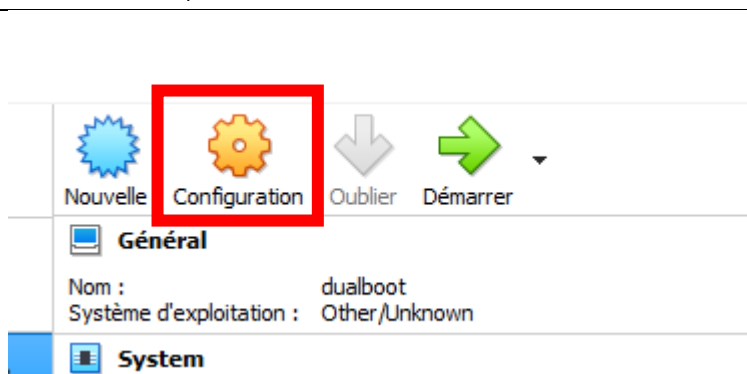 Nouvelle Configuration Oublier Démarrer
Général
Nom : dualboot
Système d'exploitation : Other/Unknown
System